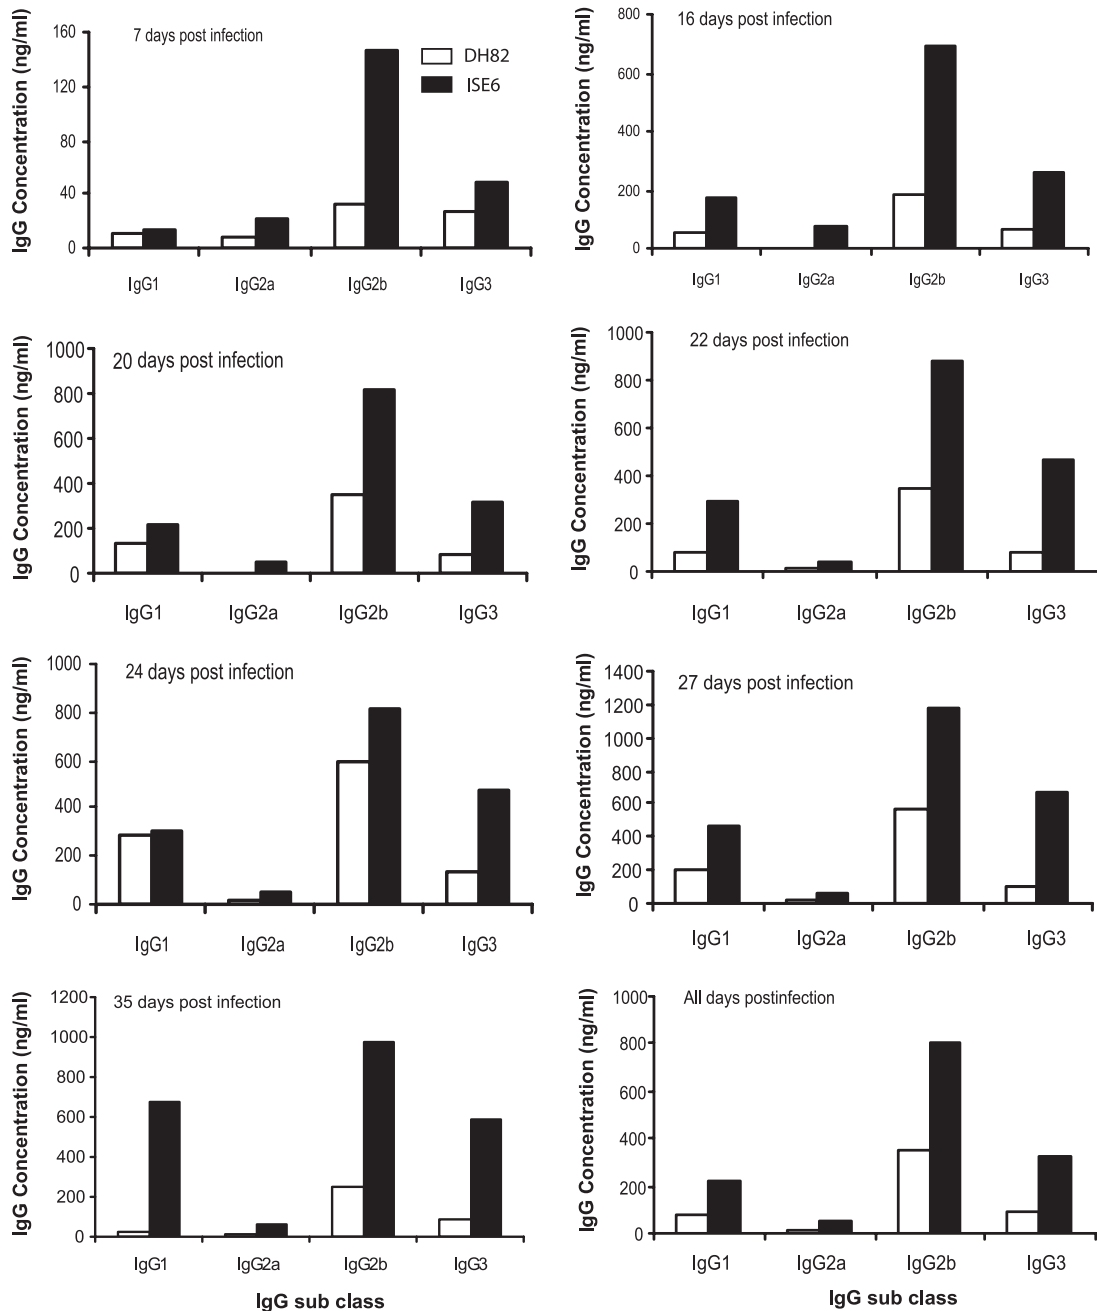 IgG Concentration (ng/ml)
7 days post infection
DH82
ISE6
160
120
80
40
0
IgG1 IgG2a IgG2b IgG3
IgG Concentration (ng/ml)
16 days post infection
800
600
400
200
0
IgG1 IgG2a IgG2b IgG3
IgG Concentration (ng/ml)
20 days post infection
1000
800
600
400
200
0
IgG1 IgG2a IgG2b IgG3
IgG Concentration (ng/ml)
22 days post infection
1000
800
600
400
200
0
IgG1 IgG2a IgG2b IgG3
IgG Concentration (ng/ml)
24 days post infection
1000
800
600
400
200
0
IgG1 IgG2a IgG2b IgG3
IgG Concentration (ng/ml)
27 days post infection
1400
1200
1000
800
600
400
200
0
IgG1 IgG2a IgG2b IgG3
IgG Concentration (ng/ml)
35 days post infection
1200
1000
800
600
400
200
0
IgG1 IgG2a IgG2b IgG3
IgG sub class
IgG Concentration (ng/ml)
All days postinfection
1000
800
600
400
200
0
IgG1 IgG2a IgG2b IgG3
IgG sub class